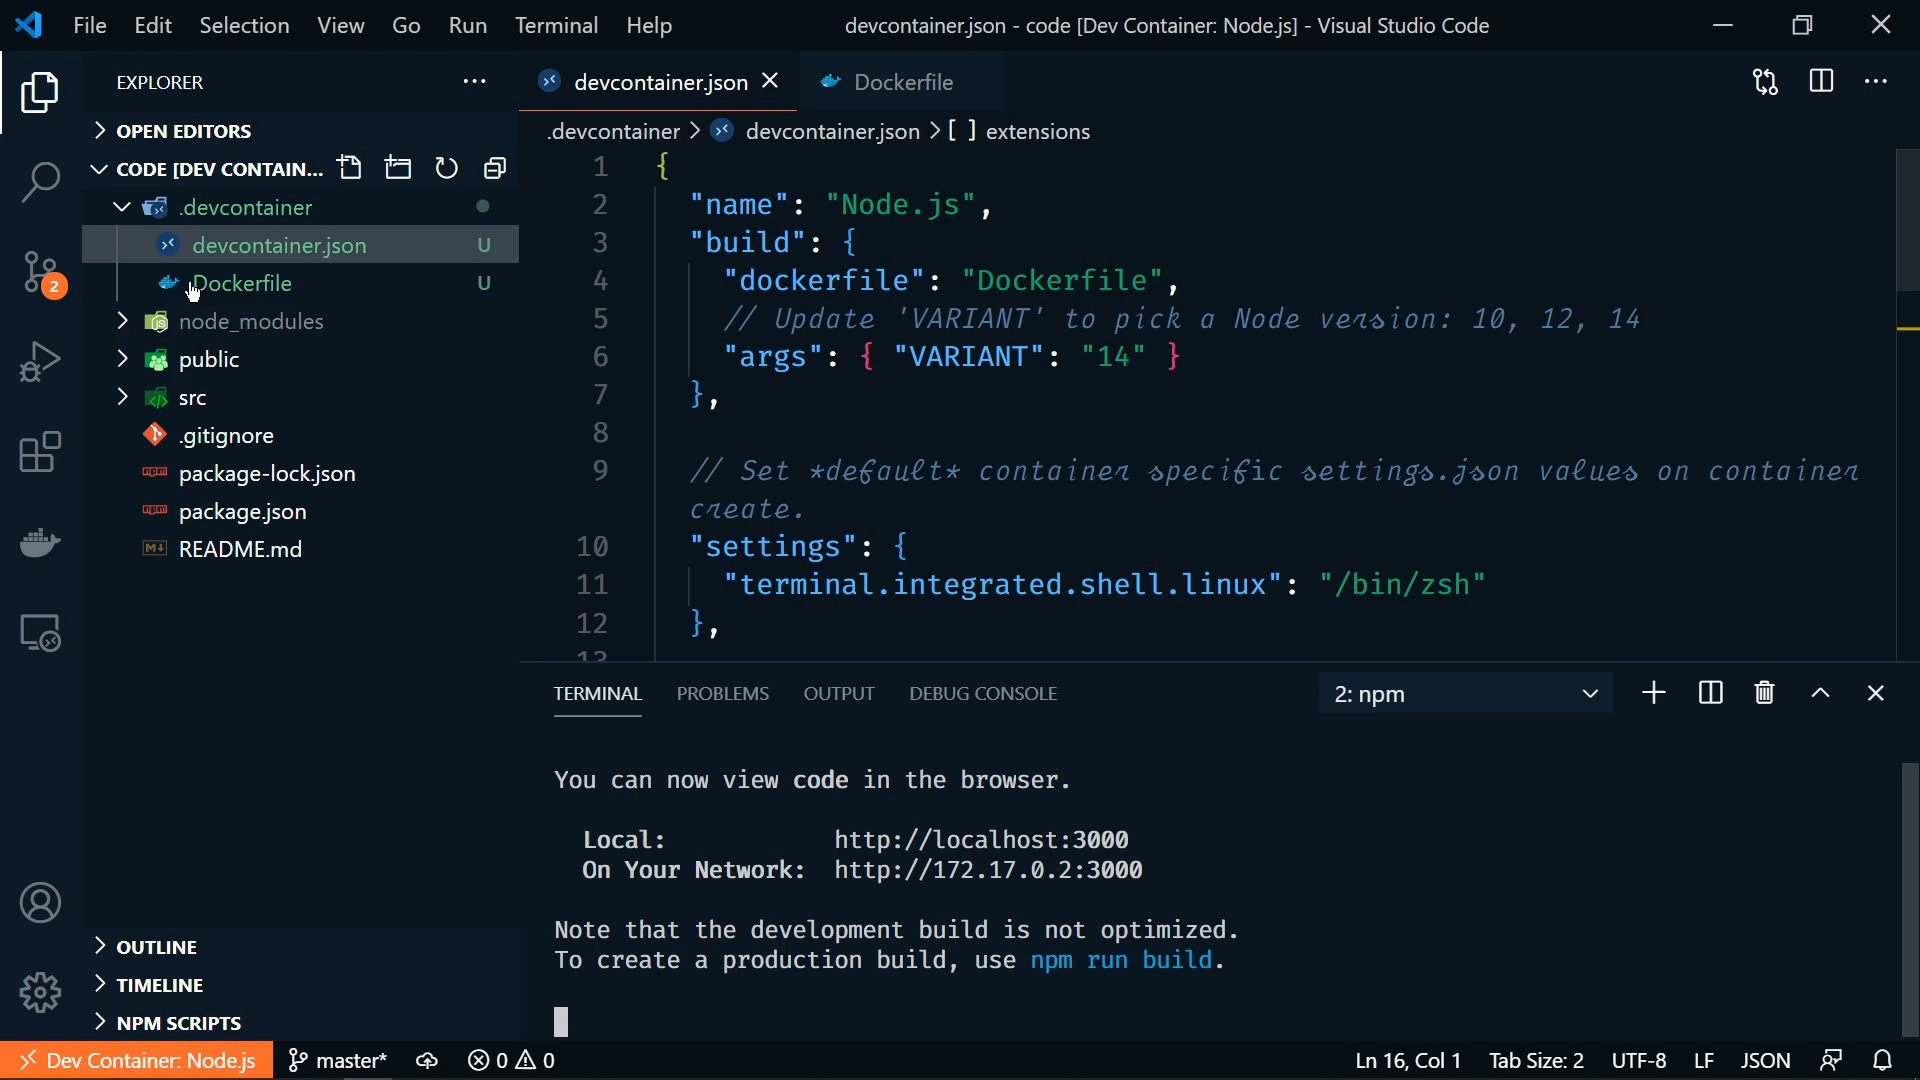 File Edit Selection View Go Run Terminal Help
devcontainer.json - code [Dev Container: Node.js] - Visual Studio Code
EXPLORER
OPEN EDITORS
CODE [DEV CONTAIN...
.devcontainer
devcontainer.json U
Dockerfile U
node_modules
public
src
.gitignore
package-lock.json
package.json
README.md
OUTLINE
TIMELINE
NPM SCRIPTS
2
devcontainer.json Dockerfile
.devcontainer > devcontainer.json > [ ] extensions
1 {
2 "name": "Node.js",
3 "build": {
4 "dockerfile": "Dockerfile",
5 // Update 'VARIANT' to pick a Node version: 10, 12, 14
6 "args": { "VARIANT": "14" }
7 },
8
9 // Set *default* container specific settings.json values on container
create.
10 "settings": {
11 "terminal.integrated.shell.linux": "/bin/zsh"
12 },
13
TERMINAL PROBLEMS OUTPUT DEBUG CONSOLE 2: npm
You can now view code in the browser.
Local: http://localhost:3000
On Your Network: http://172.17.0.2:3000
Note that the development build is not optimized.
To create a production build, use npm run build.
Dev Container: Node.js master* 0 0 Ln 16, Col 1 Tab Size: 2 UTF-8 LF JSON